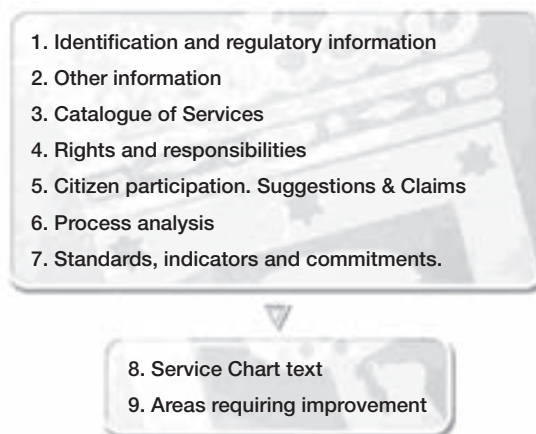 1. Identification and regulatory information
2. Other information
3. Catalogue of Services
4. Rights and responsibilities
5. Citizen participation. Suggestions & Claims
6. Process analysis
7. Standards, indicators and commitments.
8. Service Chart text
9. Areas requiring improvement